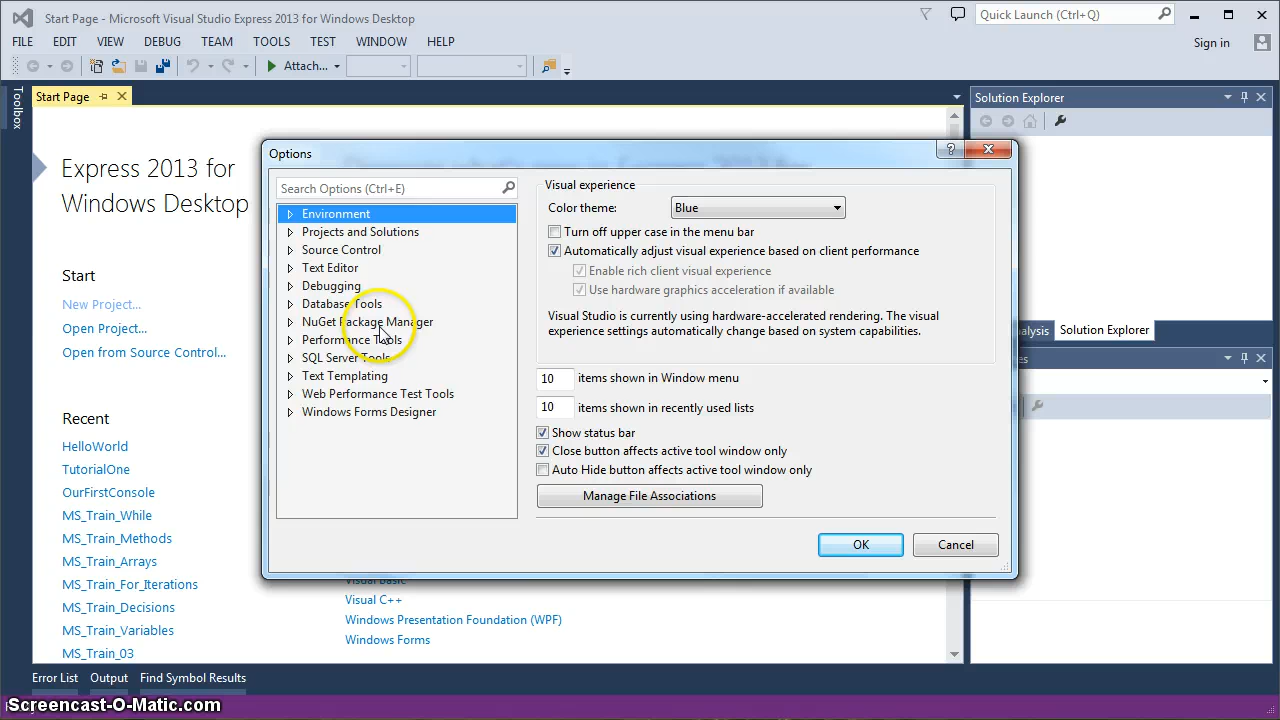 Start Page - Microsoft Visual Studio Express 2013 for Windows Desktop
Quick Launch (Ctrl+Q)
FILE EDIT VIEW DEBUG TEAM TOOLS TEST WINDOW HELP
Sign in
Attach...
Toolbox
Start Page
Solution Explorer
Express 2013 for
Windows Desktop
Start
New Project...
Open Project...
Open from Source Control...
Recent
HelloWorld
TutorialOne
OurFirstConsole
MS_Train_While
MS_Train_Methods
MS_Train_Arrays
MS_Train_For_Iterations
MS_Train_Decisions
MS_Train_Variables
MS_Train_03
Options
?
Search Options (Ctrl+E)
Environment
Projects and Solutions
Source Control
Text Editor
Debugging
Database Tools
NuGet Package Manager
Performance Tools
SQL Server Tools
Text Templating
Web Performance Test Tools
Windows Forms Designer
Visual experience
Color theme: Blue
Turn off upper case in the menu bar
Automatically adjust visual experience based on client performance
Enable rich client visual experience
Use hardware graphics acceleration if available
Visual Studio is currently using hardware-accelerated rendering. The visual
experience settings automatically change based on system capabilities.
10 items shown in Window menu
10 items shown in recently used lists
Show status bar
Close button affects active tool window only
Auto Hide button affects active tool window only
Manage File Associations
OK Cancel
Visual Basic
Visual C++
Windows Presentation Foundation (WPF)
Windows Forms
Solution Explorer
Error List Output Find Symbol Results
Screencast-O-Matic.com